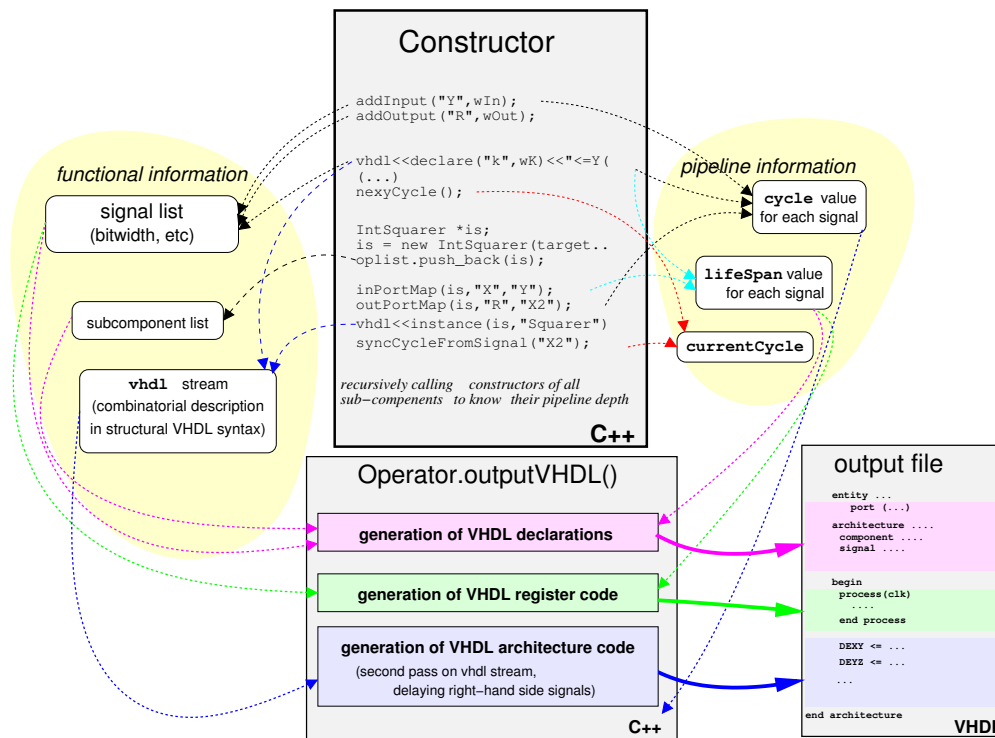 Constructor
addInput("Y",wIn);
addOutput("R",wOut);
vhdl<<declare("k",wK)<<"<=Y(
(...)
nexyCycle();
IntSquarer *is;
is = new IntSquarer(target..
oplist.push_back(is);
inPortMap(is,"X","Y");
outPortMap(is,"R","X2");
vhdl<<instance(is,"Squarer")
syncCycleFromSignal("X2");
recursively calling constructors of all
sub−compenents to know their pipeline depth
C++
functional information
signal list
(bitwidth, etc)
subcomponent list
vhdl stream
(combinatorial description
in structural VHDL syntax)
pipeline information
cycle value
for each signal
lifeSpan value
for each signal
currentCycle
Operator.outputVHDL()
generation of VHDL declarations
generation of VHDL register code
generation of VHDL architecture code
(second pass on vhdl stream,
delaying right−hand side signals)
C++
output file
entity ...
port (...)
architecture ....
component ....
signal ....
begin
process(clk)
....
end process
DEXY <= ...
DEYZ <= ...
...
end architecture
VHDL